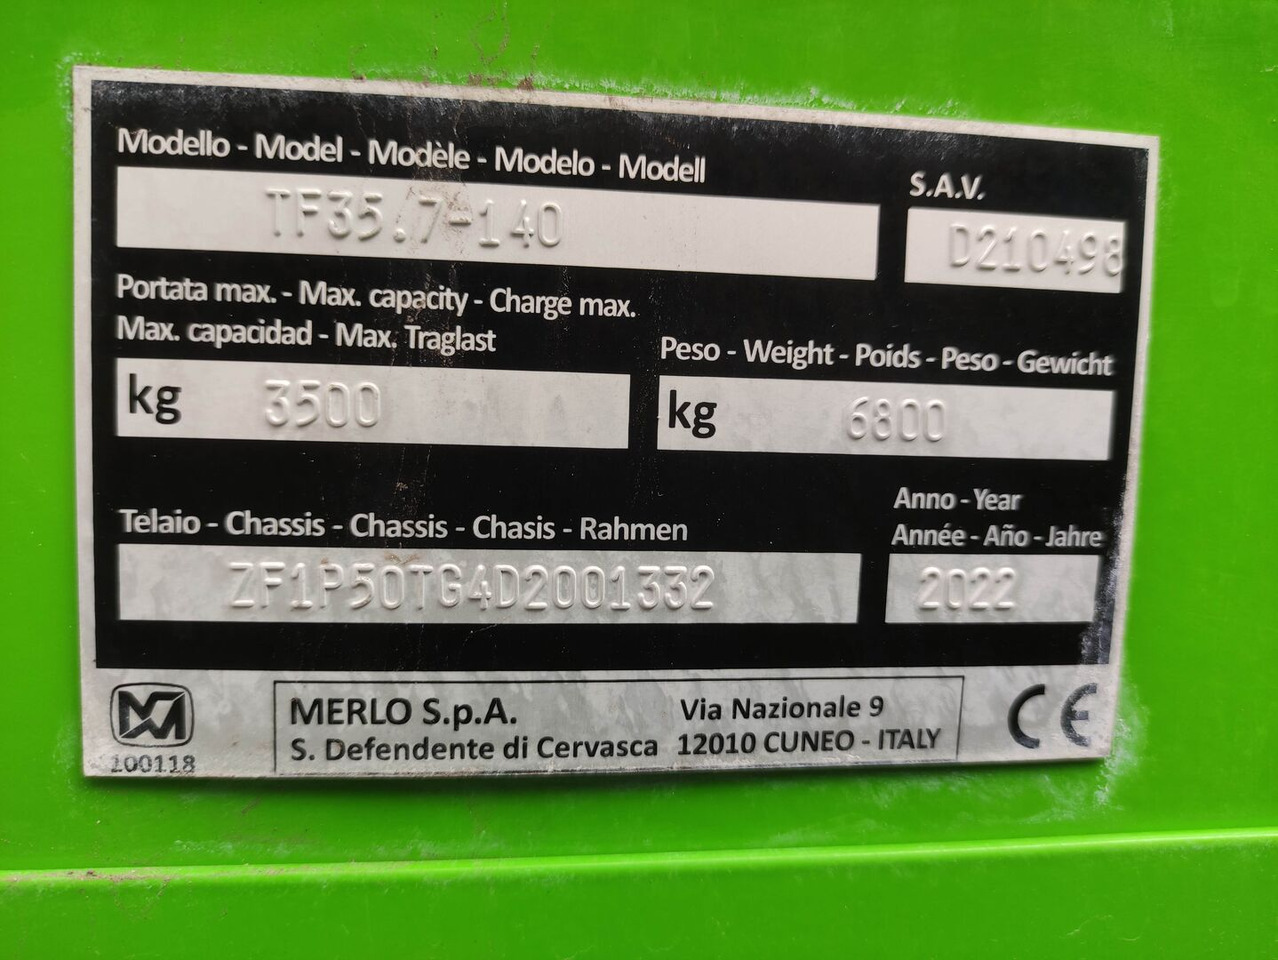 Modello - Model - Modèle - Modelo - Modell
TF35.7-140
S.A.V.
D210498
Portata max. - Max. capacity - Charge max.
Max. capacidad - Max. Traglast
kg 3500
Peso - Weight - Poids - Peso - Gewicht
kg 6800
Telaio - Chassis - Chassis - Chasis - Rahmen
ZF1P50TG4D2001332
Anno - Year
Année - Año - Jahre
2022
100118
MERLO S.p.A.
S. Defendente di Cervasca
Via Nazionale 9
12010 CUNEO - ITALY
CE